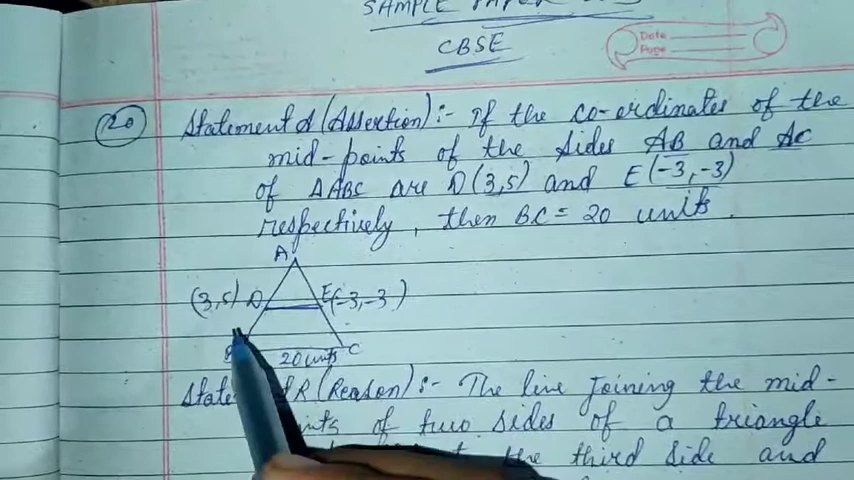 SAMPLE PAPER
CBSE
Date
Page
20 Statement A (Assertion) :- If the co-ordinates of the
mid-points of the sides AB and AC
of ΔABC are D(3,5) and E(-3,-3)
respectively, then BC = 20 units.
A
(3,5) D E(-3,-3)
20 units C
R (Reason) :- The line joining the mid-
of two sides of a triangle
the third side and